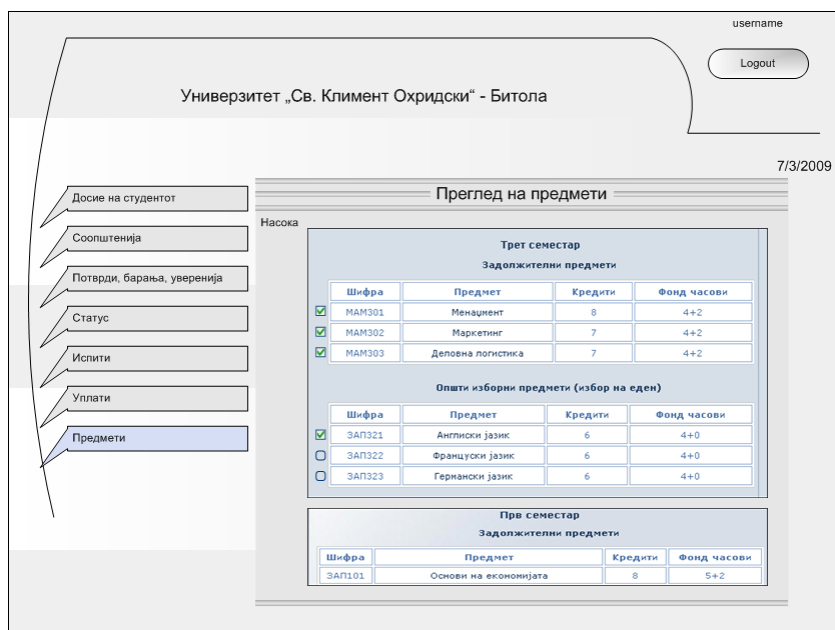 username
Logout
Универзитет „Св. Климент Охридски“ - Битола
7/3/2009
Досие на студентот
Соопштенија
Потврди, барања, уверенија
Статус
Испити
Уплати
Предмети
Преглед на предмети
Насока
Трет семестар
Задолжителни предмети
Шифра Предмет Кредити Фонд часови
МАМ301 Менаџмент 8 4+2
МАМ302 Маркетинг 7 4+2
МАМ303 Деловна логистика 7 4+2
Општи изборни предмети (избор на еден)
Шифра Предмет Кредити Фонд часови
ЗАП321 Англиски јазик 6 4+0
ЗАП322 Француски јазик 6 4+0
ЗАП323 Германски јазик 6 4+0
Прв семестар
Задолжителни предмети
Шифра Предмет Кредити Фонд часови
ЗАП101 Основи на економијата 8 5+2